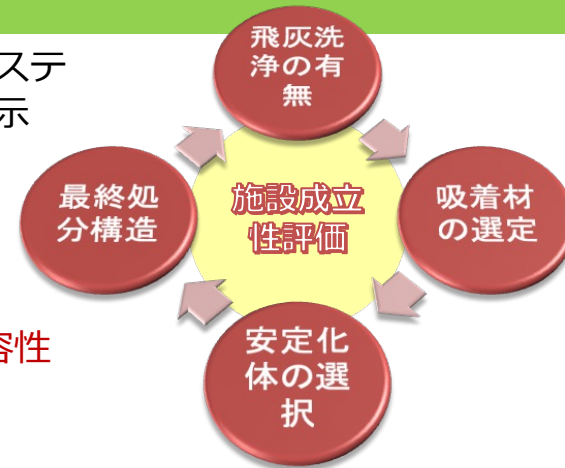 ステ
示
容性
飛灰洗
浄の有
無
吸着材
の選定
安定化
体の選
択
最終処
分構造
施設成立
性評価